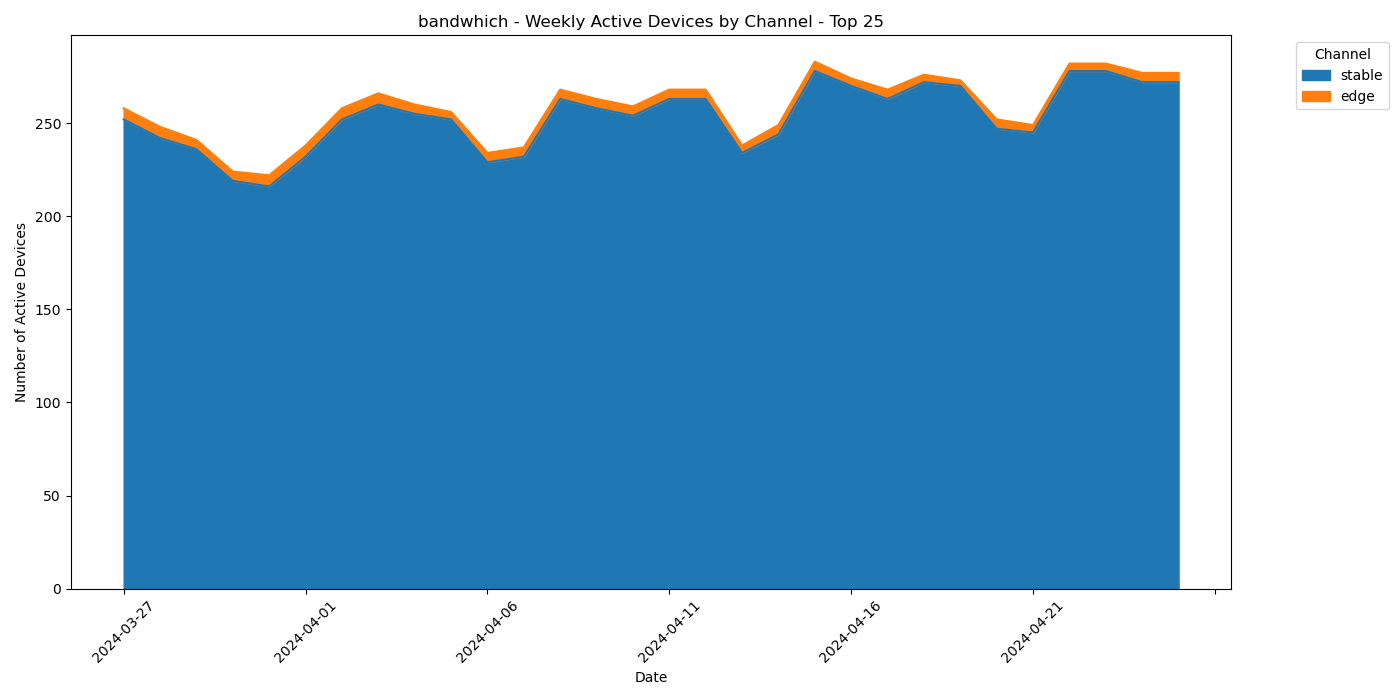 bandwhich - Weekly Active Devices by Channel - Top 25
Channel
stable
edge
Number of Active Devices
250
200
150
100
50
0
2024-03-27
2024-04-01
2024-04-06
2024-04-11
2024-04-16
2024-04-21
Date